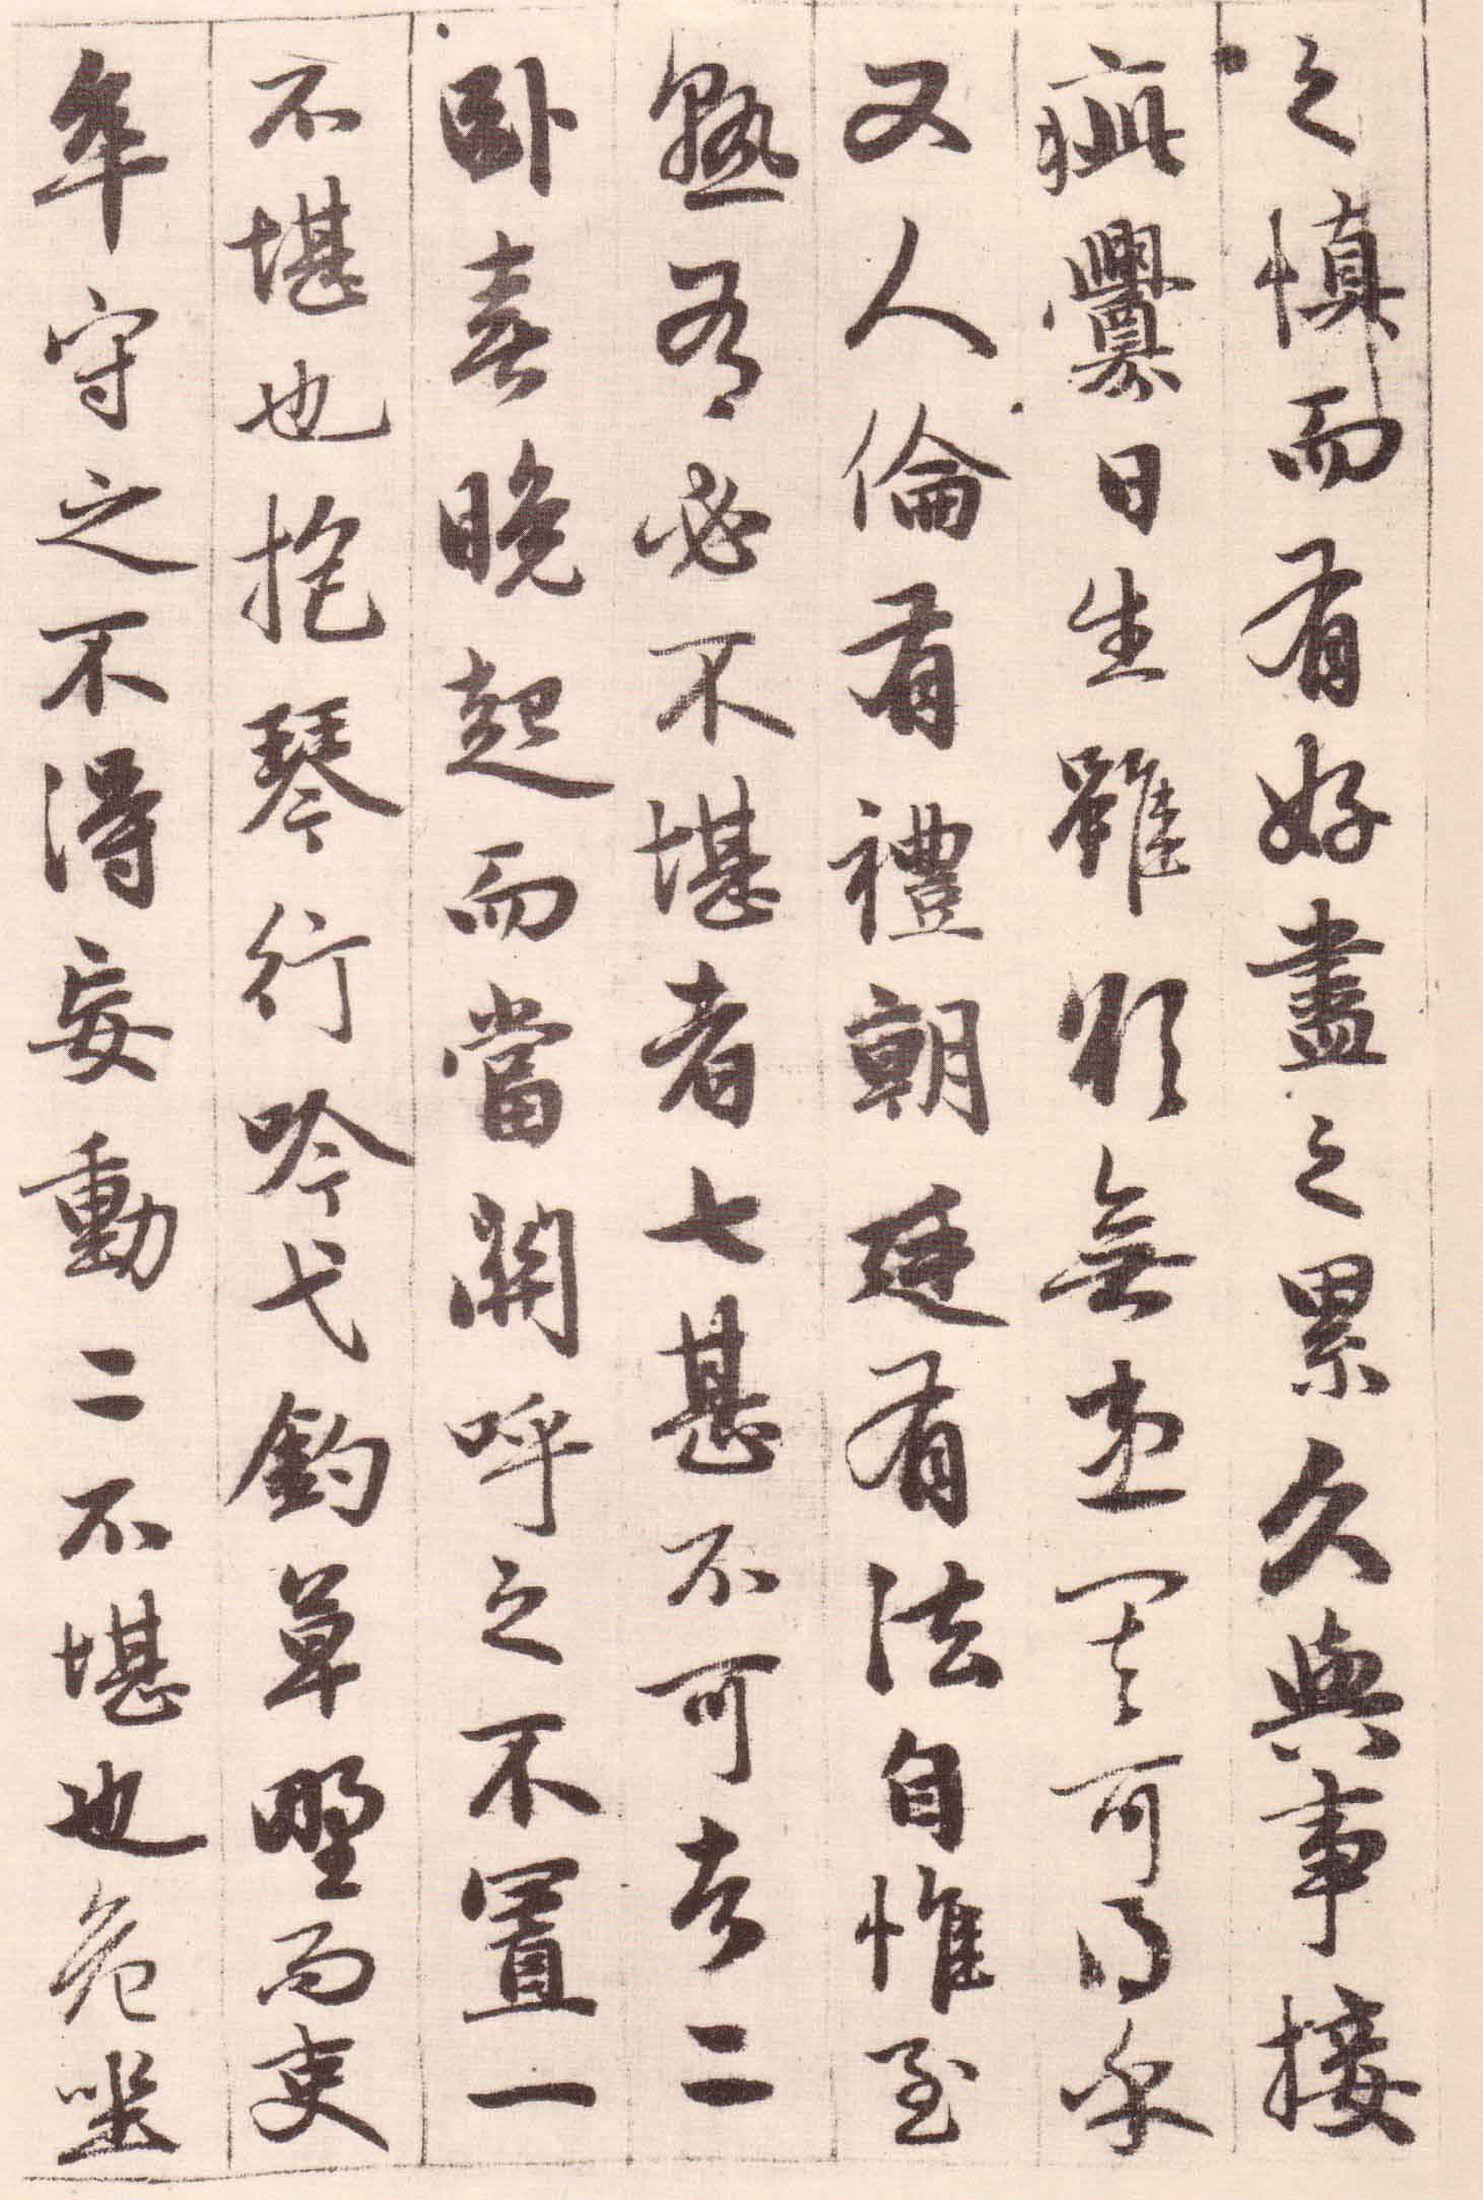 之慎而有好盡之累久與事接
疵釁日生雖欲無患其可得乎
又人倫有禮朝廷有法自惟至
熟有必不堪者七甚不可者二
卧喜晚起而當關呼之不置一
不堪也抱琴行吟弋釣草野而吏
卒守之不得妄動二不堪也危坐